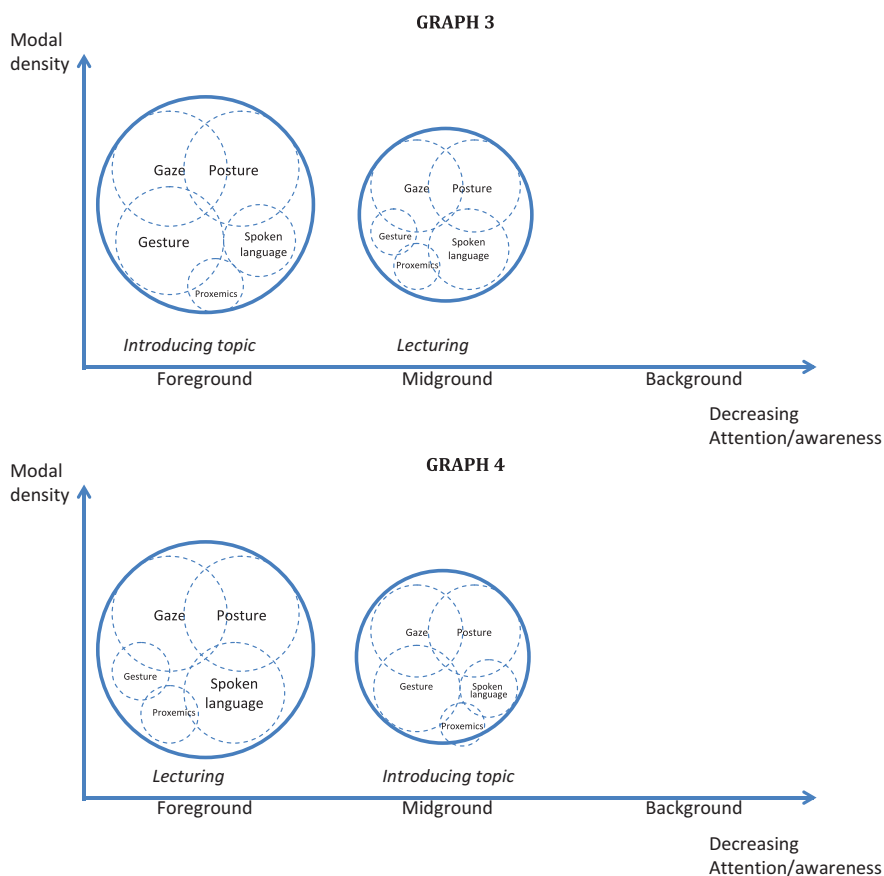 GRAPH 3
Modal
density
Gaze
Posture
Gesture
Spoken
language
Proxemics
Gaze
Posture
Gesture
Spoken
language
Proxemics
Introducing topic
Lecturing
Foreground
Midground
Background
Decreasing
Attention/awareness
GRAPH 4
Modal
density
Gaze
Posture
Gesture
Spoken
language
Proxemics
Gaze
Posture
Gesture
Spoken
language
Proxemics
Lecturing
Introducing topic
Foreground
Midground
Background
Decreasing
Attention/awareness